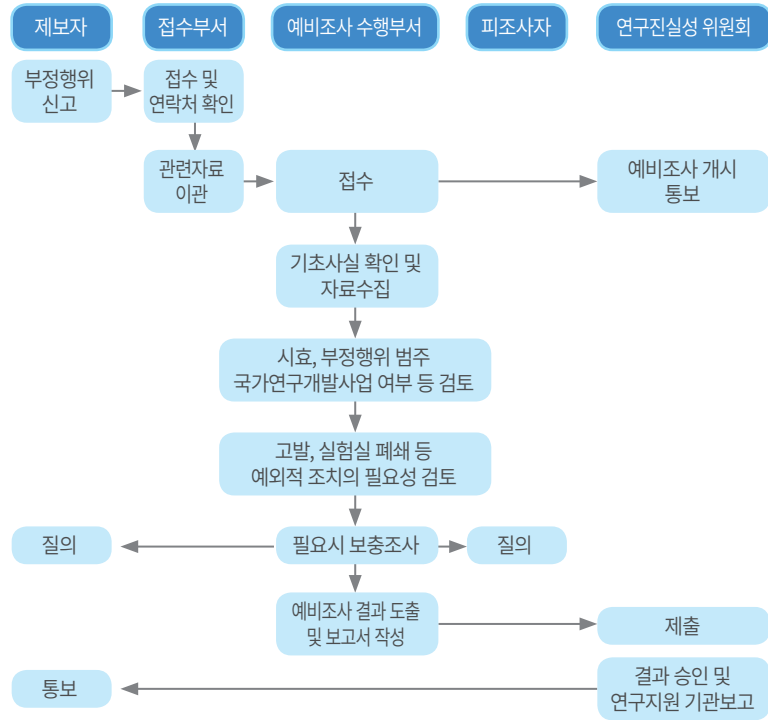 제보자
접수부서
예비조사 수행부서
피조사자
연구진실성 위원회
부정행위
신고
접수 및
연락처 확인
관련자료
이관
접수
예비조사 개시
통보
기초사실 확인 및
자료수집
시효, 부정행위 범주
국가연구개발사업 여부 등 검토
고발, 실험실 폐쇄 등
예외적 조치의 필요성 검토
질의
필요시 보충조사
질의
예비조사 결과 도출
및 보고서 작성
제출
통보
결과 승인 및
연구지원 기관보고